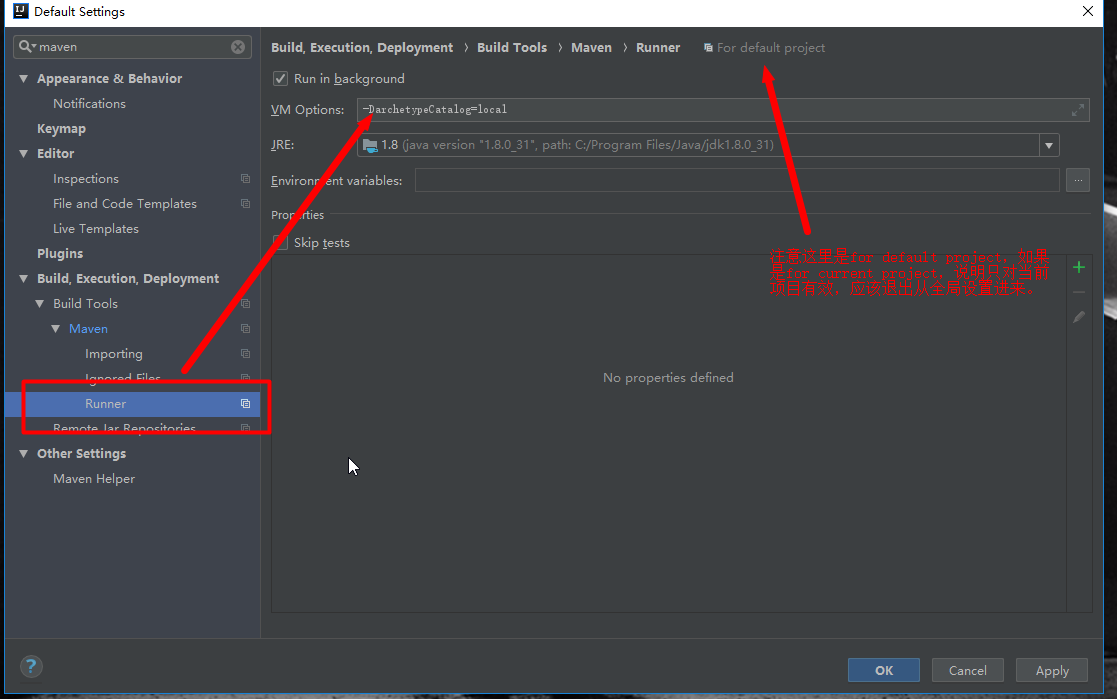 Default Settings
maven
Appearance & Behavior
Notifications
Keymap
Editor
Inspections
File and Code Templates
Live Templates
Plugins
Build, Execution, Deployment
Build Tools
Maven
Importing
Ignored Files
Runner
Remote Jar Repositories
Other Settings
Maven Helper
Build, Execution, Deployment › Build Tools › Maven › Runner For default project
Run in background
VM Options: -DarchetypeCatalog=local
JRE: 1.8 (java version "1.8.0_31", path: C:/Program Files/Java/jdk1.8.0_31)
Environment variables: ...
Properties
Skip tests
注意这里是for default project, 如果
是for current project, 说明只对当前
项目有效, 应该退出从全局设置进来.
No properties defined
?
OK Cancel Apply